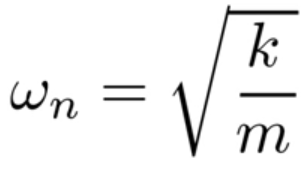 ωₙ = √(k/m)